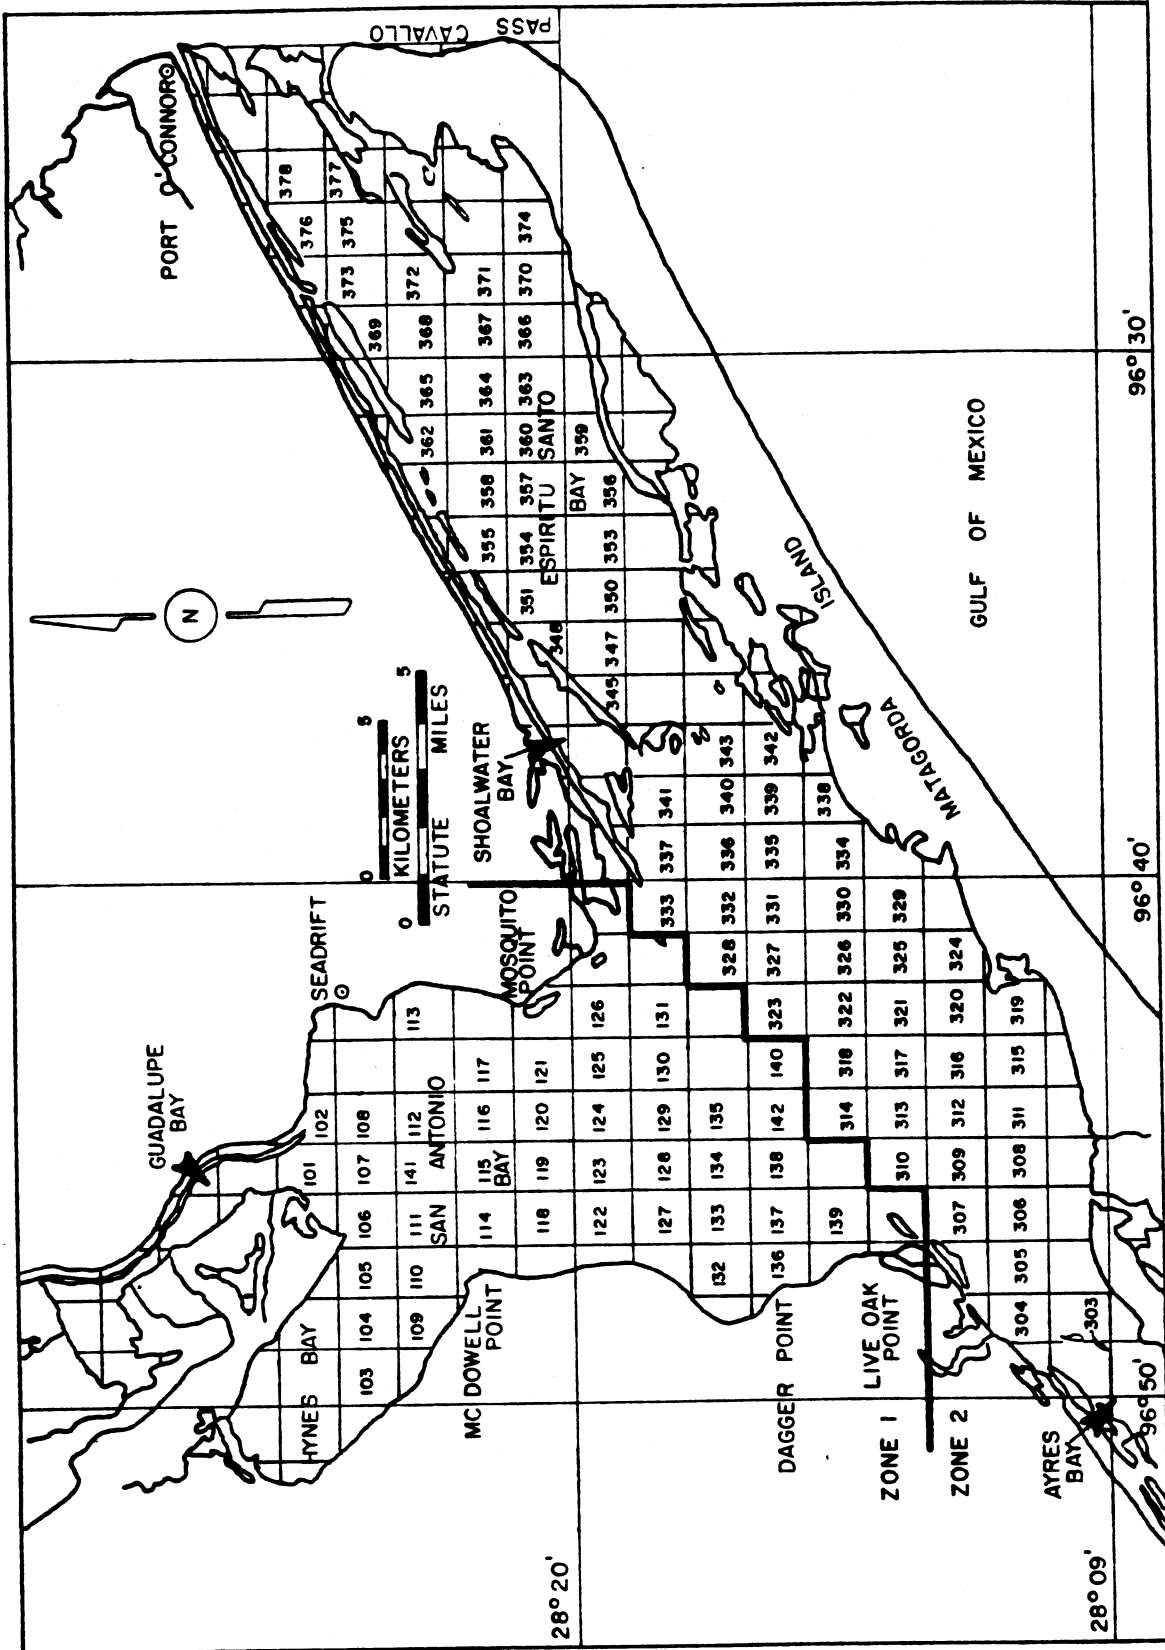 PORT O'CONNOR
PASS CAVALLO
GUADALUPE
BAY
SEADRIFT
N
0 5
KILOMETERS
0 5
STATUTE MILES
SHOALWATER
BAY
MOSQUITO
POINT
HYNES BAY
101 102
378
376
103 104 105 106 107 108
373 375 377
369
109 110 111 141 112 113
362 365 368 372
SAN ANTONIO
BAY
MC DOWELL
POINT
114 115 116 117
355 358 361 364 367 371
118 119 120 121
351 354 357 360 363 366 370 374
ESPIRITU SANTO
BAY
348
359
122 123 124 125 126
345 347 350 353 356
127 128 129 130 131
333 337 341
132 133 134 135
328 332 336 340 343
136 137 138 142 140
323 327 331 335 339 342
DAGGER POINT
139
314 318 322 326 330 334 338
LIVE OAK
POINT
310 313 317 321 325 329
307 309 312 316 320 324
304 305 306 308 311 315 319
303
ZONE 1
ZONE 2
AYRES
BAY
MATAGORDA ISLAND
GULF OF MEXICO
28°20'
28°09'
96°50'
96°40'
96°30'